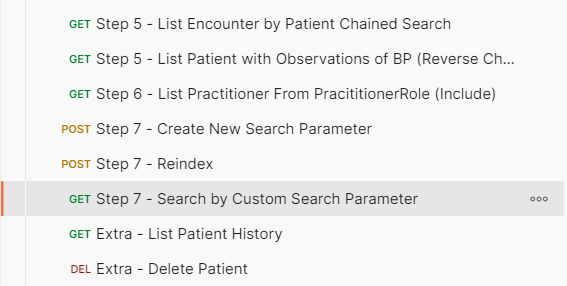 GET Step 5 - List Encounter by Patient Chained Search
GET Step 5 - List Patient with Observations of BP (Reverse Ch...
GET Step 6 - List Practitioner From PracititionerRole (Include)
POST Step 7 - Create New Search Parameter
POST Step 7 - Reindex
GET Step 7 - Search by Custom Search Parameter
GET Extra - List Patient History
DEL Extra - Delete Patient